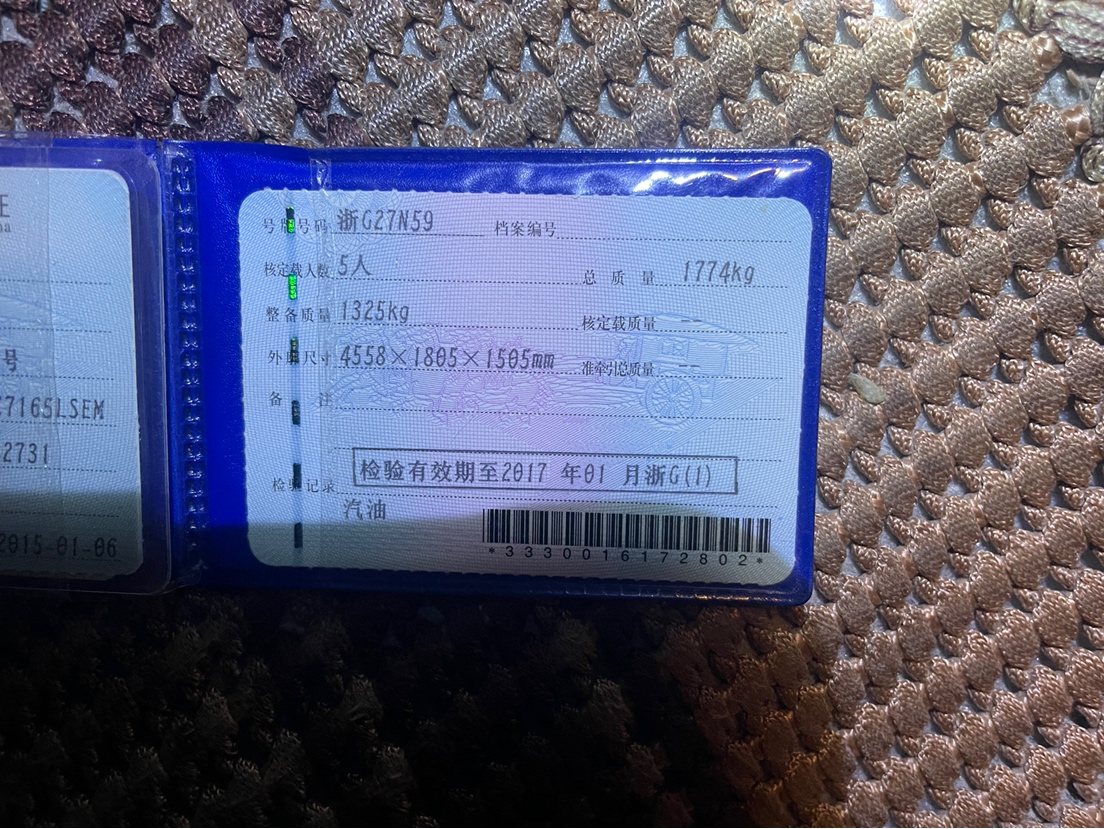 证
号
7165LSEM
2731
2015-01-06
号牌号码 浙G27N59 档案编号
核定载人数 5人 总质量 1774kg
整备质量 1325kg 核定载质量 --
外廓尺寸 4558×1805×1505mm 准牵引总质量 --
备注
检验记录 检验有效期至2017 年01 月浙G(1)
汽油
*3330016172802*